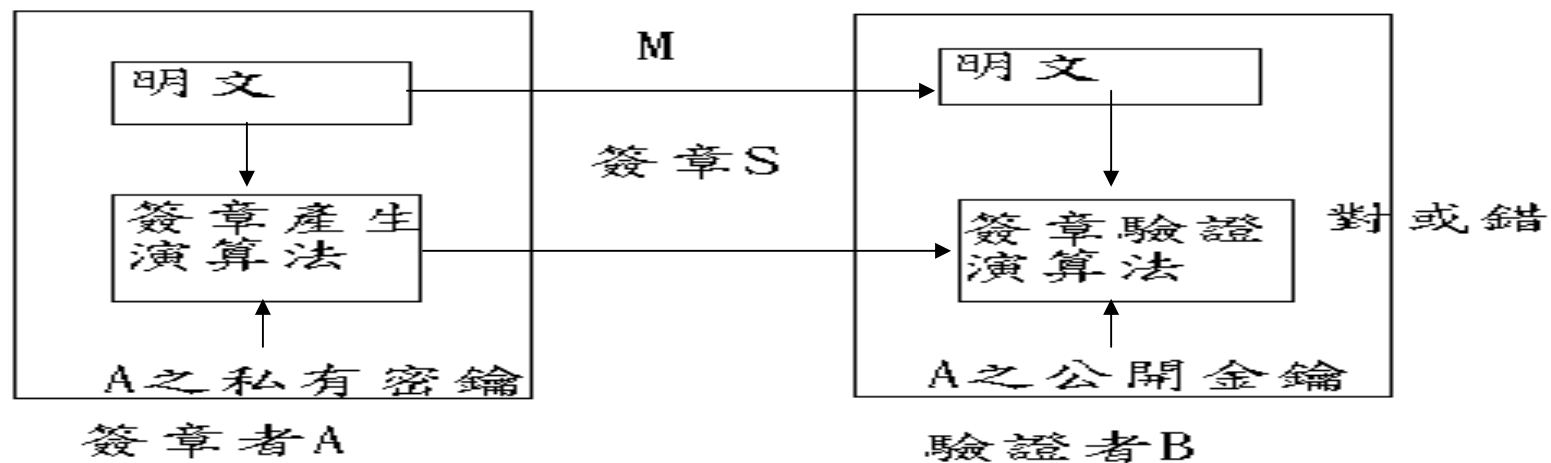 M
明文
明文
簽章S
簽章產生
演算法
簽章驗證
演算法
對或錯
A之私有密鑰
A之公開金鑰
簽章者A
驗證者B